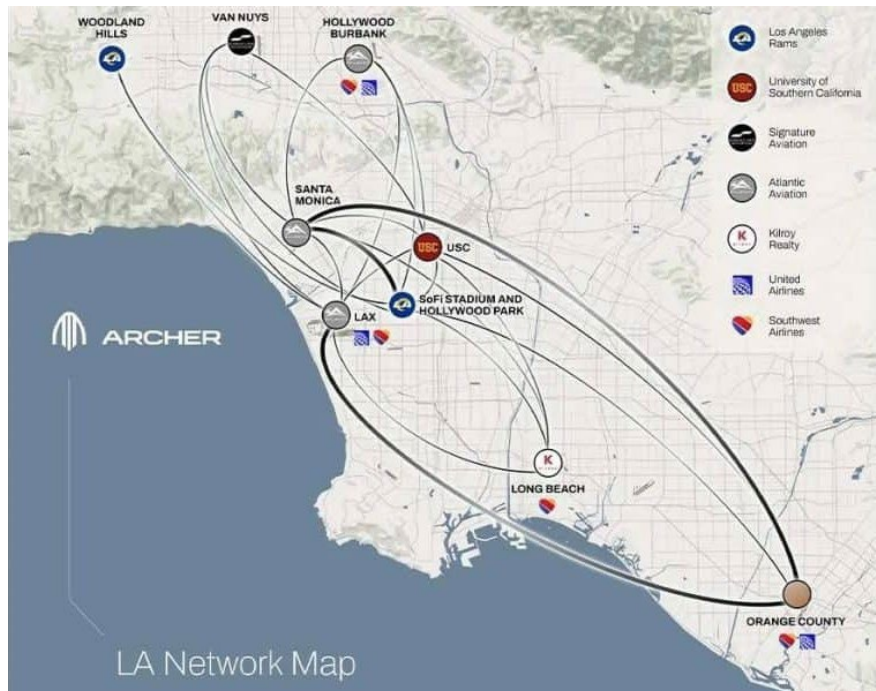 WOODLAND
HILLS
VAN NUYS
HOLLYWOOD
BURBANK
SANTA
MONICA
USC
USC
SoFi STADIUM AND
HOLLYWOOD PARK
LAX
K
LONG BEACH
ORANGE COUNTY
ARCHER
LA Network Map
Los Angeles
Rams
USC
University of
Southern California
Signature
Aviation
Atlantic
Aviation
K
Kilroy
Realty
United
Airlines
Southwest
Airlines